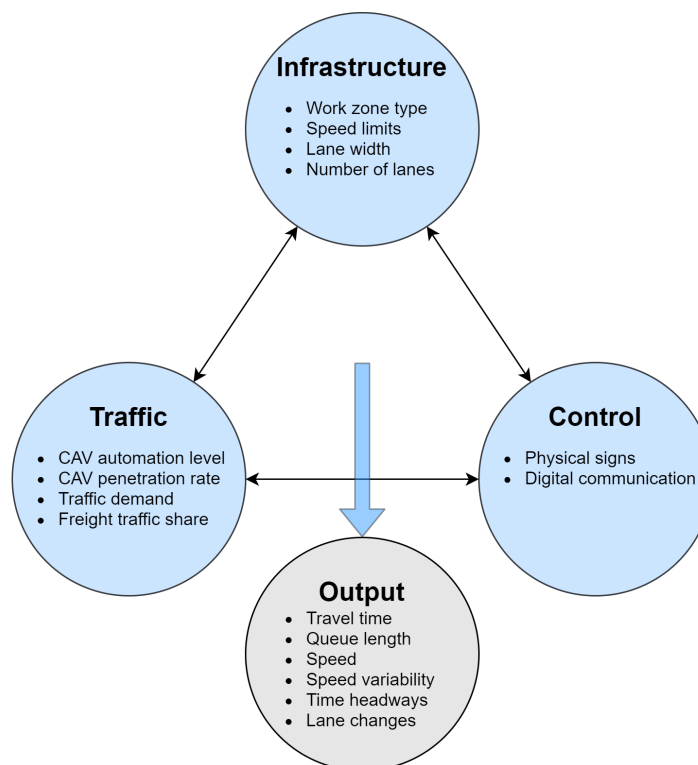 Infrastructure
• Work zone type
• Speed limits
• Lane width
• Number of lanes
Traffic
• CAV automation level
• CAV penetration rate
• Traffic demand
• Freight traffic share
Control
• Physical signs
• Digital communication
Output
• Travel time
• Queue length
• Speed
• Speed variability
• Time headways
• Lane changes